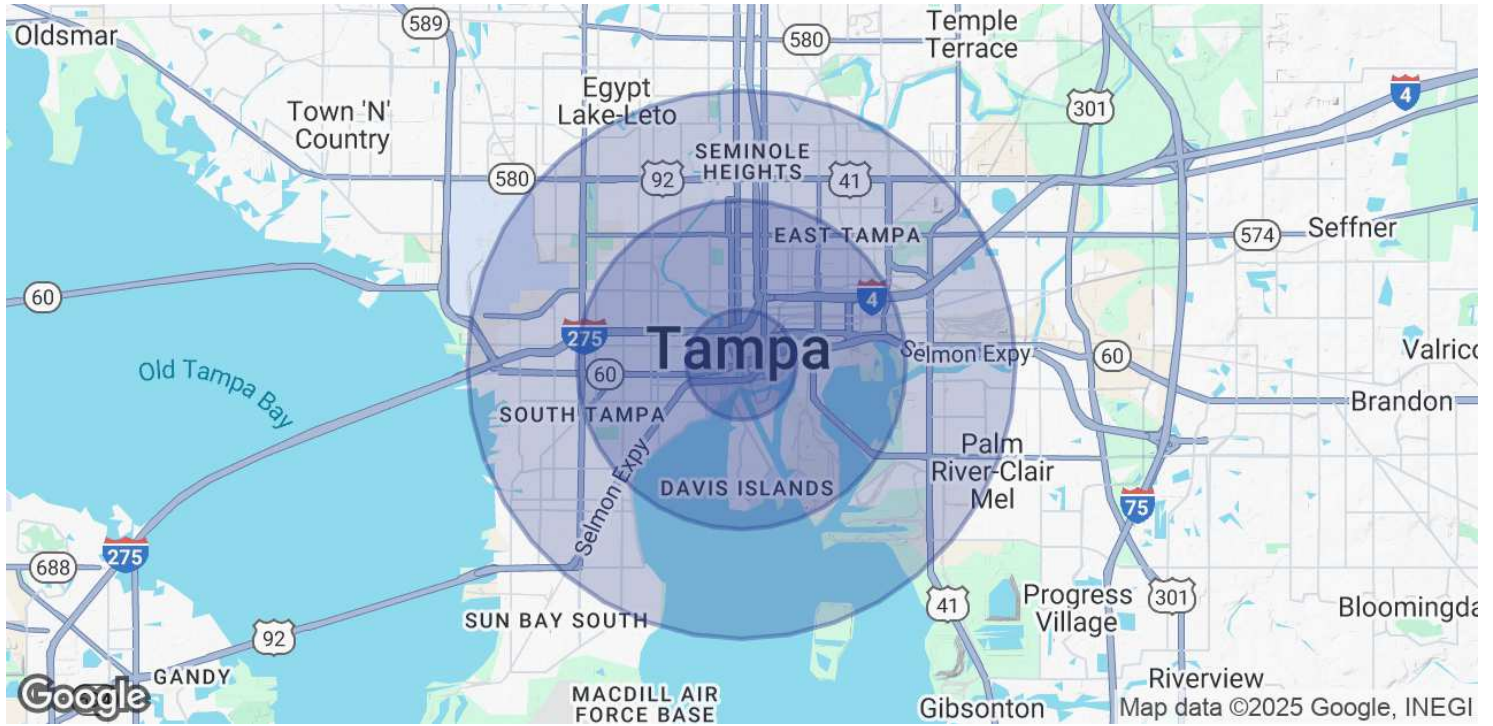 Oldsmar
589
580
Temple
Terrace
Egypt
Lake-Leto
Town 'N'
Country
301
4
SEMINOLE
HEIGHTS
580
92
41
EAST TAMPA
574
Seffner
60
4
275
Tampa
Selmon Expy
60
Valrico
Old Tampa Bay
60
SOUTH TAMPA
Brandon
Palm
River-Clair
Mel
DAVIS ISLANDS
Selmon Expy
75
275
688
41
Progress
Village
301
Bloomingda
92
SUN BAY SOUTH
GANDY
MACDILL AIR
FORCE BASE
Gibsonton
Riverview
Google
Map data ©2025 Google, INEGI